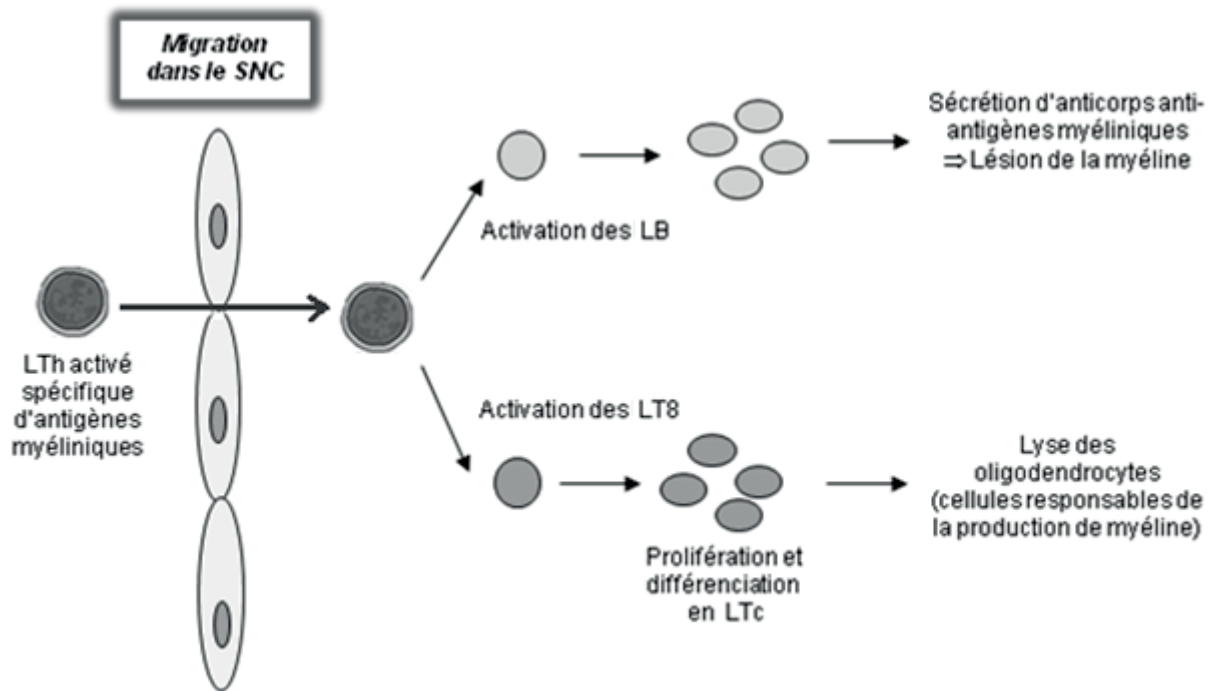 Migration
dans le SNC
LTh activé
spécifique
d'antigènes
myéliniques
Activation des LB
Sécrétion d'anticorps anti-
antigènes myéliniques
⇒ Lésion de la myéline
Activation des LT8
Prolifération et
différenciation
en LTc
Lyse des
oligodendrocytes
(cellules responsables de
la production de myéline)